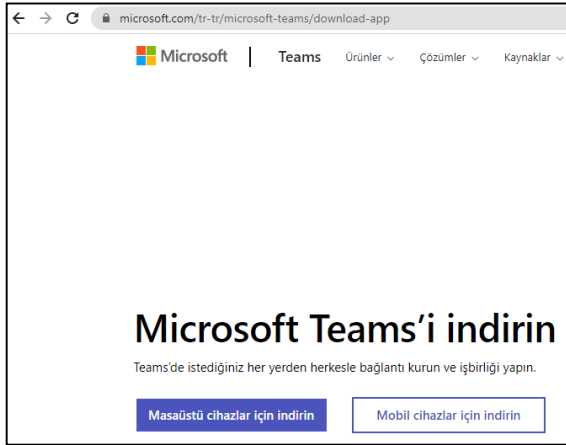 microsoft.com/tr-tr/microsoft-teams/download-app
Microsoft Teams Ürünler Çözümler Kaynaklar
Microsoft Teams’i indirin
Teams’de istediğiniz her yerden herkesle bağlantı kurun ve işbirliği yapın.
Masaüstü cihazlar için indirin Mobil cihazlar için indirin